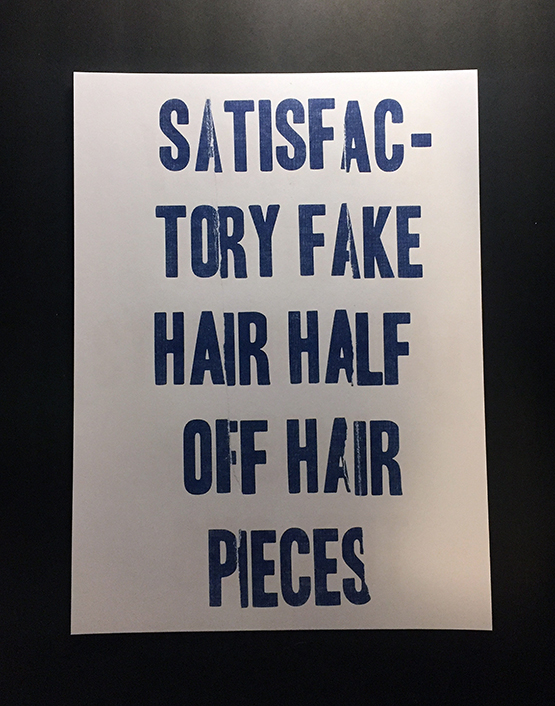 SATISFAC-
TORY FAKE
HAIR HALF
OFF HAIR
PIECES